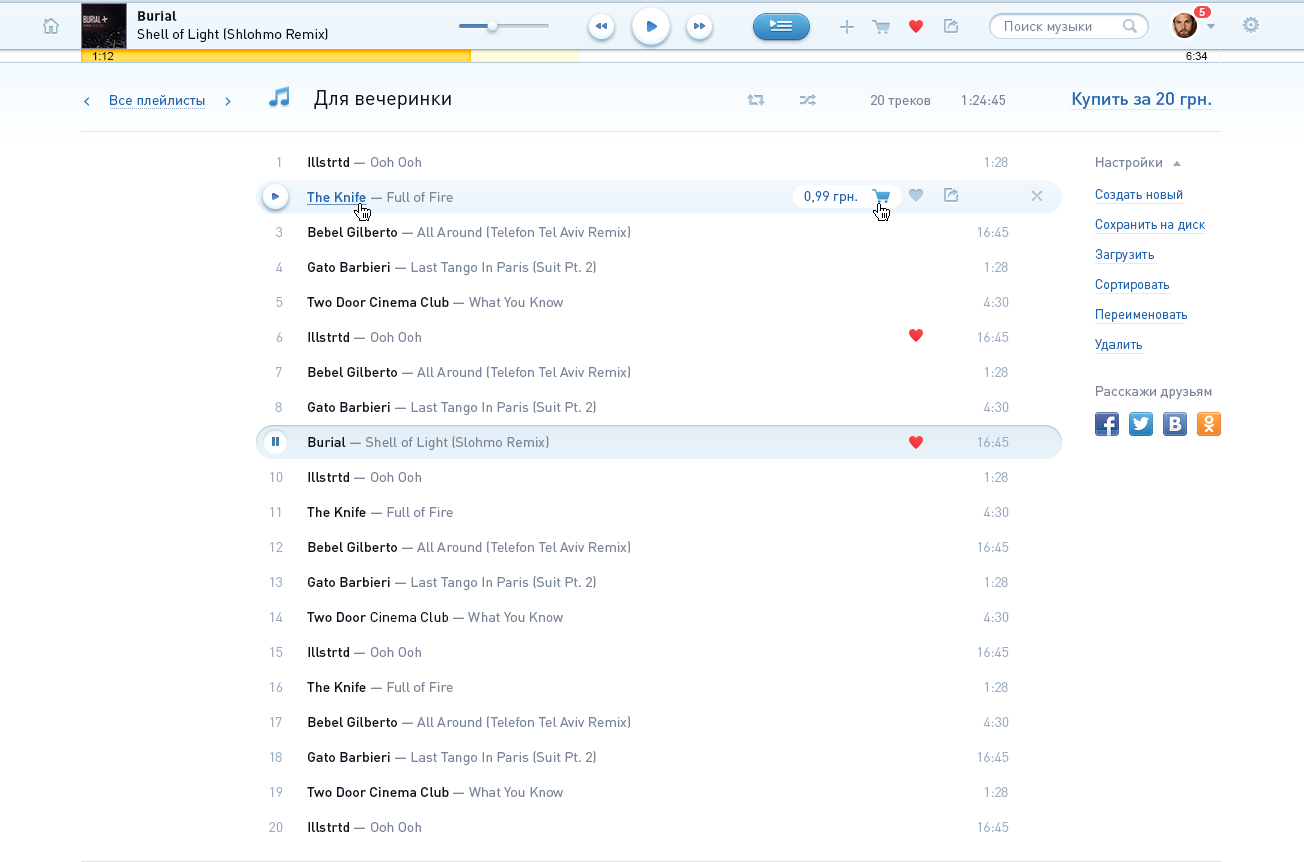 Burial
Shell of Light (Shlohmo Remix)
BURIAL+
Поиск музыки
5
1:12
6:34
Все плейлисты
Для вечеринки
20 треков
1:24:45
Купить за 20 грн.
1 Illstrtd — Ooh Ooh 1:28
The Knife — Full of Fire 0,99 грн.
3 Bebel Gilberto — All Around (Telefon Tel Aviv Remix) 16:45
4 Gato Barbieri — Last Tango In Paris (Suit Pt. 2) 1:28
5 Two Door Cinema Club — What You Know 4:30
6 Illstrtd — Ooh Ooh 16:45
7 Bebel Gilberto — All Around (Telefon Tel Aviv Remix) 1:28
8 Gato Barbieri — Last Tango In Paris (Suit Pt. 2) 4:30
Burial — Shell of Light (Slohmo Remix) 16:45
10 Illstrtd — Ooh Ooh 1:28
11 The Knife — Full of Fire 4:30
12 Bebel Gilberto — All Around (Telefon Tel Aviv Remix) 16:45
13 Gato Barbieri — Last Tango In Paris (Suit Pt. 2) 1:28
14 Two Door Cinema Club — What You Know 4:30
15 Illstrtd — Ooh Ooh 16:45
16 The Knife — Full of Fire 1:28
17 Bebel Gilberto — All Around (Telefon Tel Aviv Remix) 4:30
18 Gato Barbieri — Last Tango In Paris (Suit Pt. 2) 16:45
19 Two Door Cinema Club — What You Know 1:28
20 Illstrtd — Ooh Ooh 16:45
Настройки
Создать новый
Сохранить на диск
Загрузить
Сортировать
Переименовать
Удалить
Расскажи друзьям